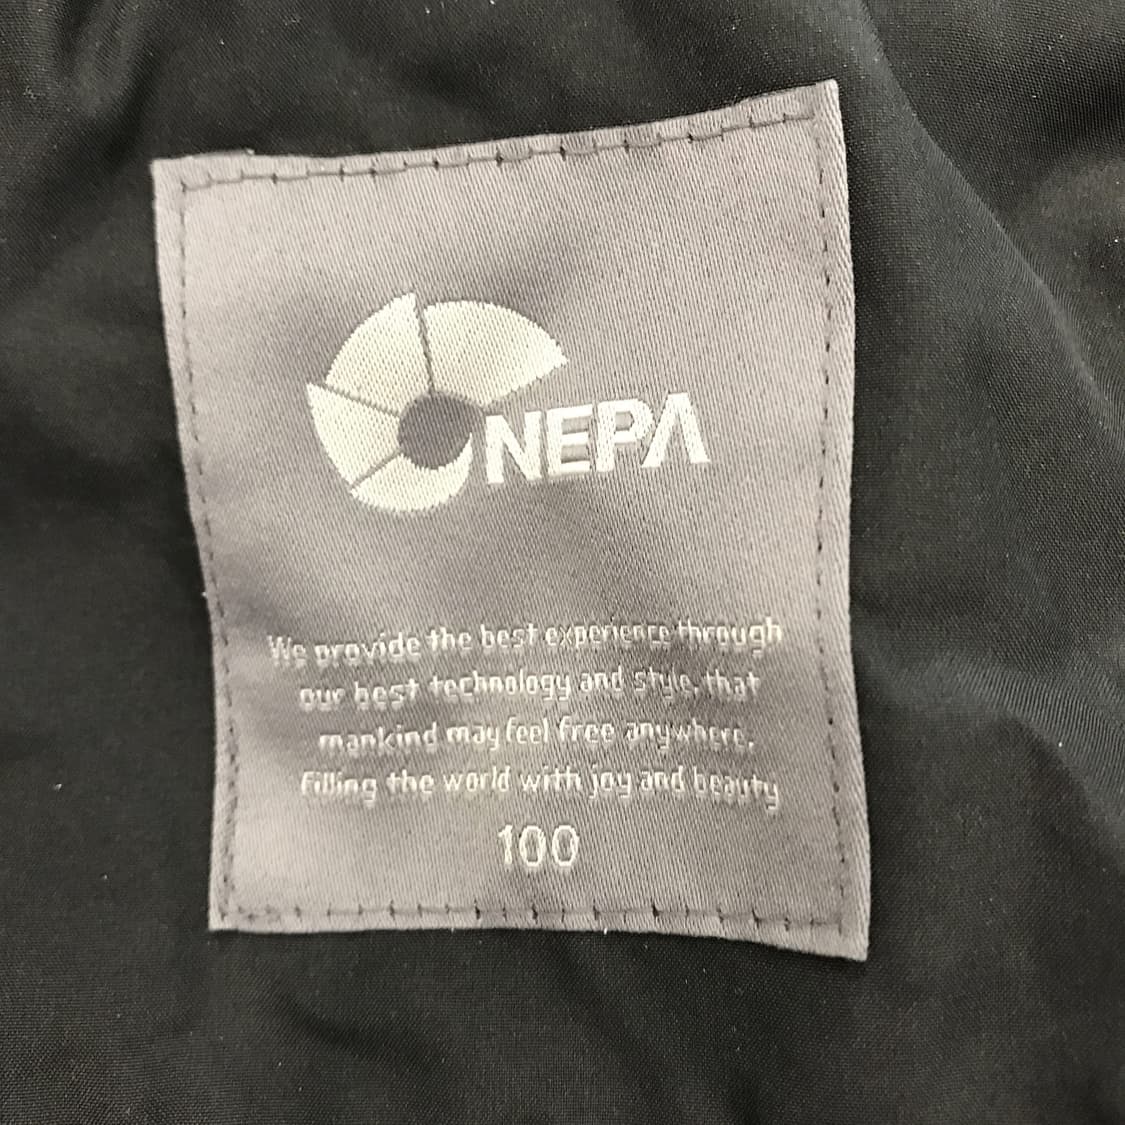 NEPA
We provide the best experience through
our best technology and style, that
mankind may feel free anywhere.
Filling the world with joy and beauty
100